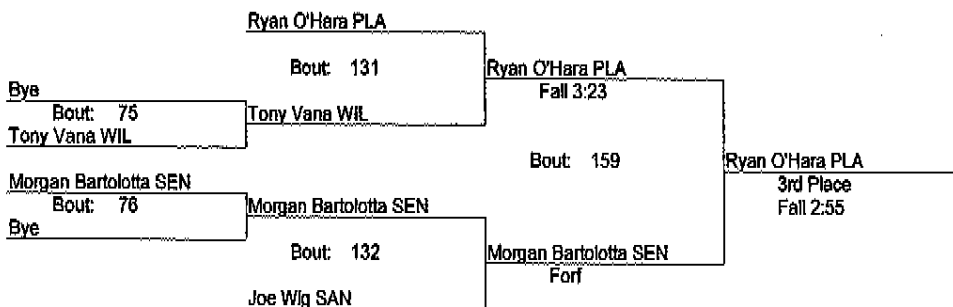 Ryan O'Hara PLA
Bout: 131
Ryan O'Hara PLA
Fall 3:23
Bye
Bout: 75
Tony Vana WIL
Tony Vana WIL
Bout: 159
Ryan O'Hara PLA
3rd Place
Fall 2:55
Morgan Bartolotta SEN
Bout: 76
Morgan Bartolotta SEN
Bye
Bout: 132
Morgan Bartolotta SEN
Forf
Joe Wig SAN